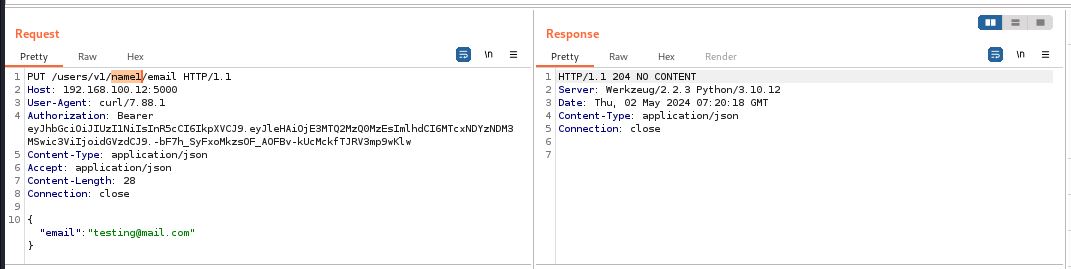 Request
Pretty Raw Hex
\n
1 PUT /users/v1/name1/email HTTP/1.1
2 Host: 192.168.100.12:5000
3 User-Agent: curl/7.88.1
4 Authorization: Bearer
eyJhbGciOiJIUzI1NiIsInR5cCI6IkpXVCJ9.eyJleHAiOjE3MTQ2MzQ0MzEsImlhdCI6MTcxNDYzNDM3
MSwic3ViIjoidGVzdCJ9.-bF7h_SyFxoMkzsOF_AOFBv-kUcMckfTJRV3mp9wKlw
5 Content-Type: application/json
6 Accept: application/json
7 Content-Length: 28
8 Connection: close
9
10 {
"email":"testing@mail.com"
}
Response
Pretty Raw Hex Render
\n
1 HTTP/1.1 204 NO CONTENT
2 Server: Werkzeug/2.2.3 Python/3.10.12
3 Date: Thu, 02 May 2024 07:20:18 GMT
4 Content-Type: application/json
5 Connection: close
6
7